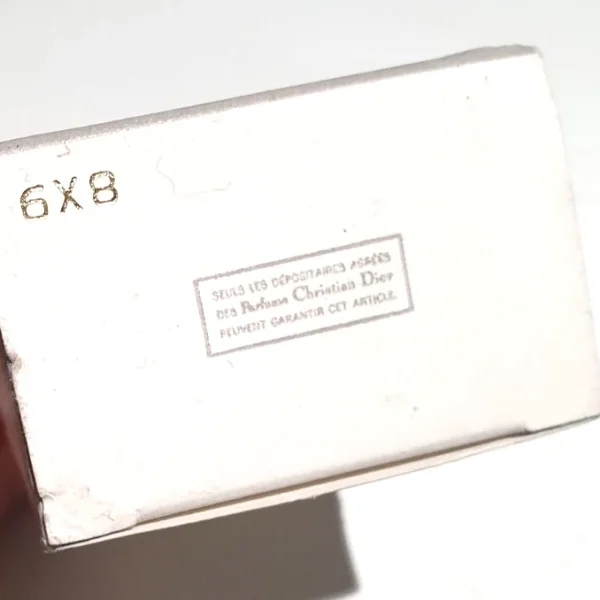 6X8
SEULS LES DÉPOSITAIRES AGRÉÉS
DES Parfums Christian Dior
PEUVENT GARANTIR CET ARTICLE.